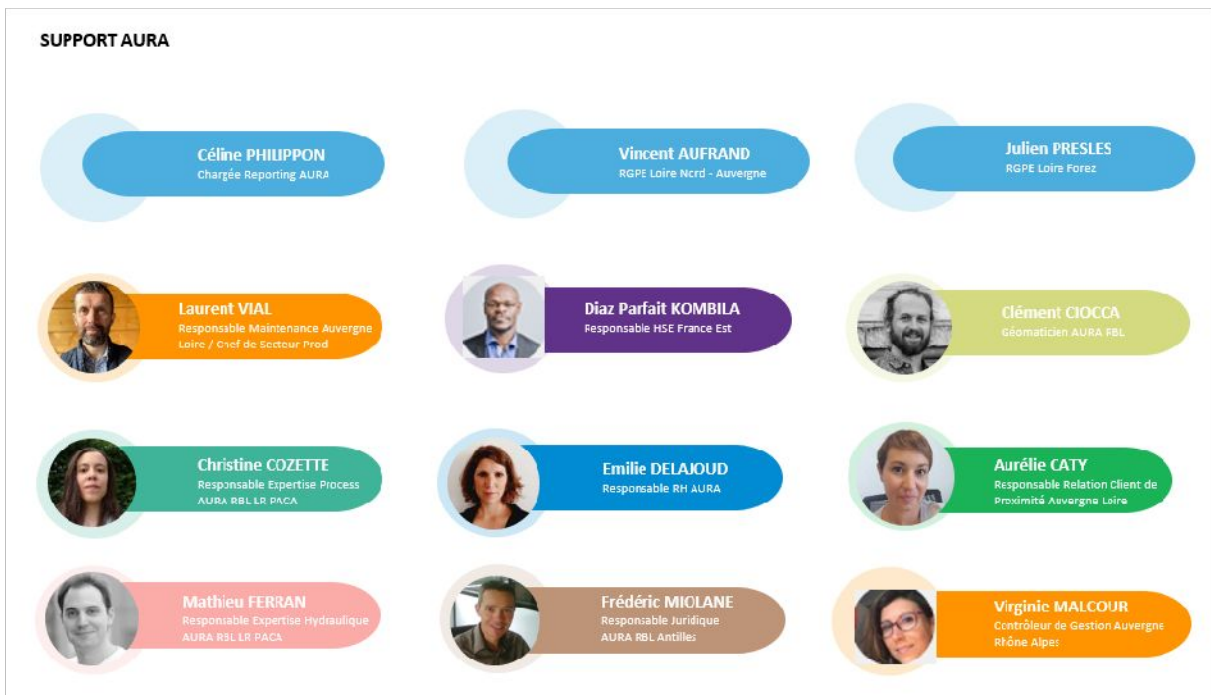 SUPPORT AURA
Céline PHILIPPON
Chargée Reporting AURA
Vincent AUFRAND
RGPE Loire Nord - Auvergne
Julien PRESLES
RGPE Loire Forez
Laurent VIAL
Responsable Maintenance Auvergne
Loire / Chef de Secteur Prod
Diaz Parfait KOMBILA
Responsable HSE France Est
Clément CIOCCA
Géomaticien AURA RBL
Christine COZETTE
Responsable Expertise Process
AURA RBL LR PACA
Emilie DELAJOUD
Responsable RH AURA
Aurélie CATY
Responsable Relation Client de
Proximité Auvergne Loire
Mathieu FERRAN
Responsable Expertise Hydraulique
AURA RBL LR PACA
Frédéric MIOLANE
Responsable Juridique
AURA RBL Antilles
Virginie MALCOUR
Contrôleur de Gestion Auvergne
Rhône Alpes